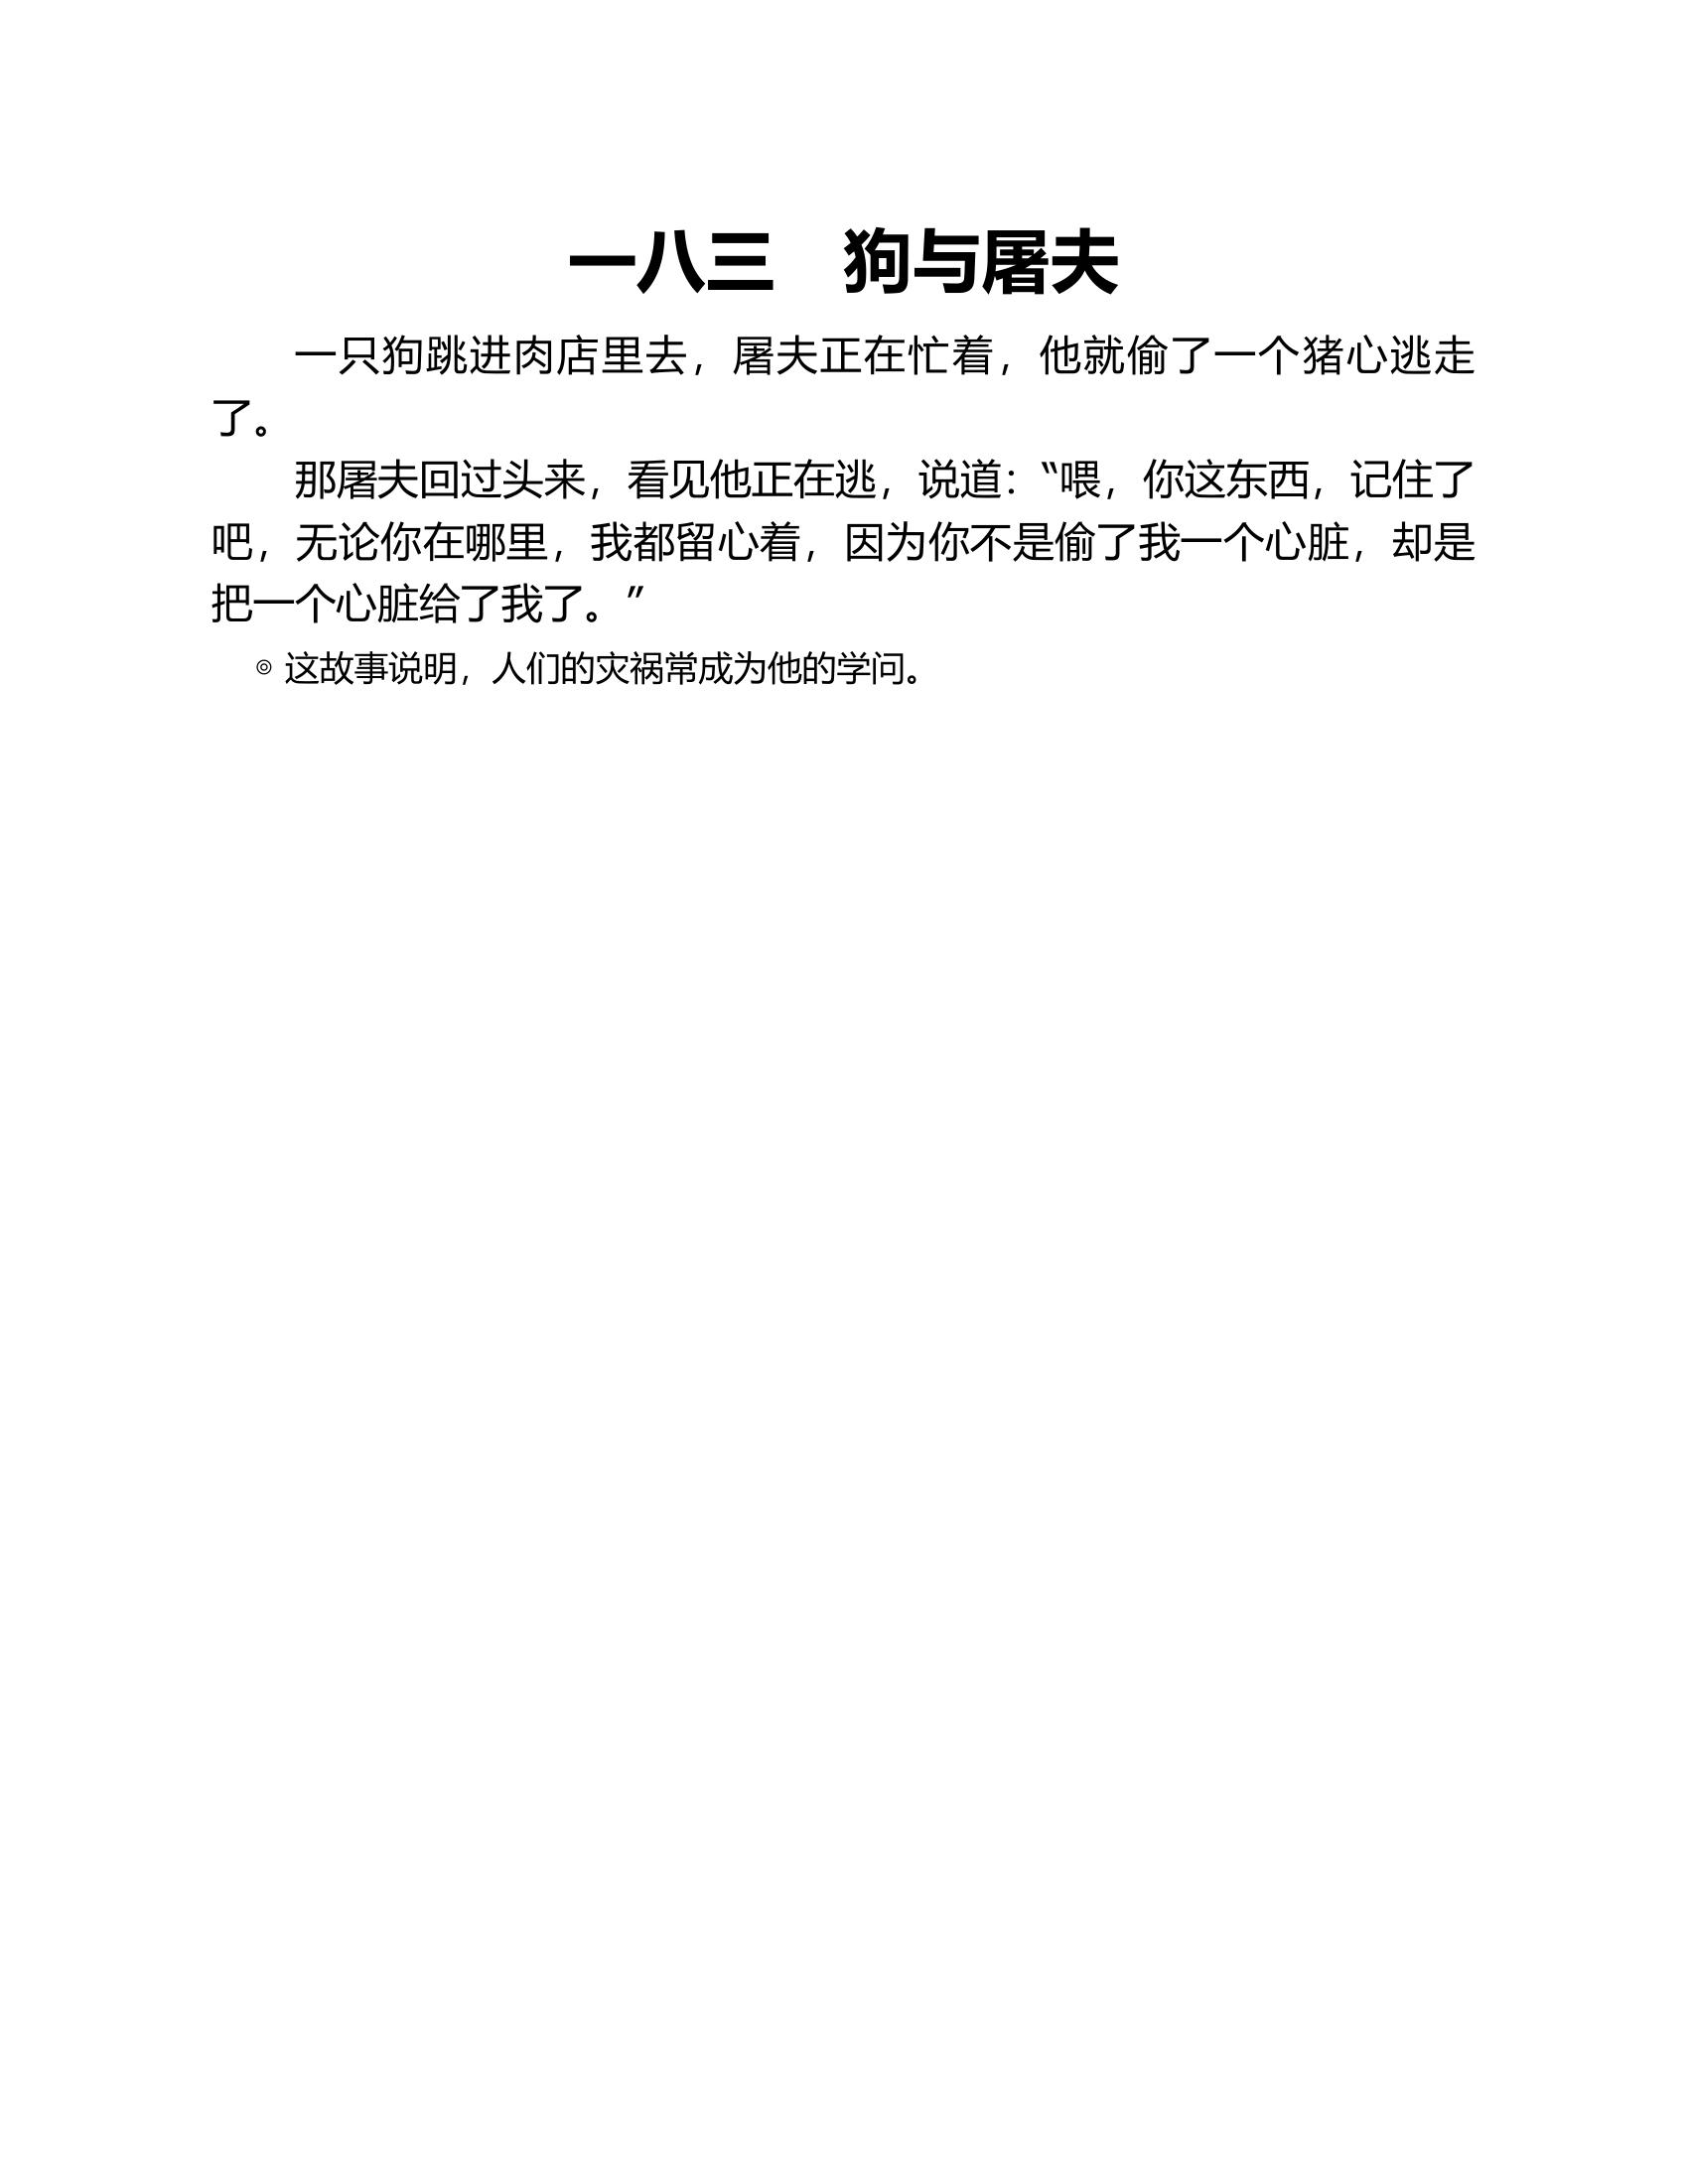 一八三　狗与屠夫
一只狗跳进肉店里去，屠夫正在忙着，他就偷了一个猪心逃走
了。
那屠夫回过头来，看见他正在逃，说道：“喂，你这东西，记住了
吧，无论你在哪里，我都留心着，因为你不是偷了我一个心脏，却是
把一个心脏给了我了。”
◎ 这故事说明，人们的灾祸常成为他的学问。